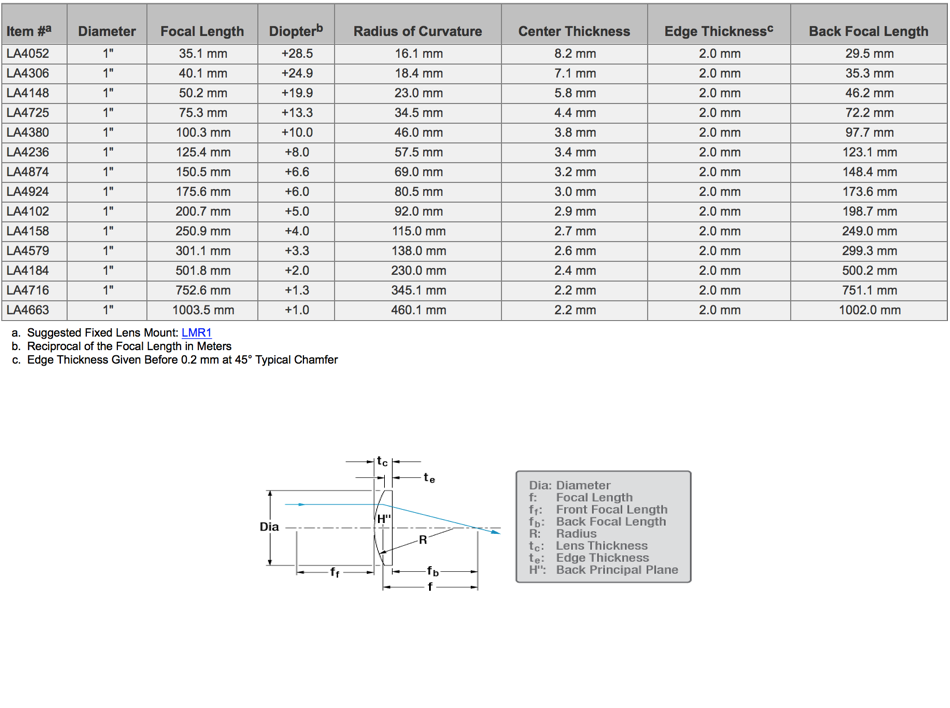 Item #a Diameter Focal Length Diopterb Radius of Curvature Center Thickness Edge Thicknessc Back Focal Length
LA4052 1" 35.1 mm +28.5 16.1 mm 8.2 mm 2.0 mm 29.5 mm
LA4306 1" 40.1 mm +24.9 18.4 mm 7.1 mm 2.0 mm 35.3 mm
LA4148 1" 50.2 mm +19.9 23.0 mm 5.8 mm 2.0 mm 46.2 mm
LA4725 1" 75.3 mm +13.3 34.5 mm 4.4 mm 2.0 mm 72.2 mm
LA4380 1" 100.3 mm +10.0 46.0 mm 3.8 mm 2.0 mm 97.7 mm
LA4236 1" 125.4 mm +8.0 57.5 mm 3.4 mm 2.0 mm 123.1 mm
LA4874 1" 150.5 mm +6.6 69.0 mm 3.2 mm 2.0 mm 148.4 mm
LA4924 1" 175.6 mm +6.0 80.5 mm 3.0 mm 2.0 mm 173.6 mm
LA4102 1" 200.7 mm +5.0 92.0 mm 2.9 mm 2.0 mm 198.7 mm
LA4158 1" 250.9 mm +4.0 115.0 mm 2.7 mm 2.0 mm 249.0 mm
LA4579 1" 301.1 mm +3.3 138.0 mm 2.6 mm 2.0 mm 299.3 mm
LA4184 1" 501.8 mm +2.0 230.0 mm 2.4 mm 2.0 mm 500.2 mm
LA4716 1" 752.6 mm +1.3 345.1 mm 2.2 mm 2.0 mm 751.1 mm
LA4663 1" 1003.5 mm +1.0 460.1 mm 2.2 mm 2.0 mm 1002.0 mm
a. Suggested Fixed Lens Mount: LMR1
b. Reciprocal of the Focal Length in Meters
c. Edge Thickness Given Before 0.2 mm at 45° Typical Chamfer
tc
te
H"
Dia
R
ff
fb
f
Dia: Diameter
f: Focal Length
ff: Front Focal Length
fb: Back Focal Length
R: Radius
tc: Lens Thickness
te: Edge Thickness
H": Back Principal Plane